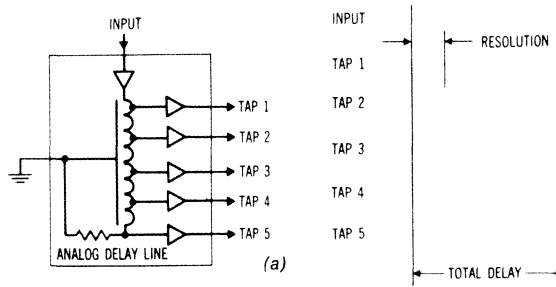 INPUT
TAP 1
TAP 2
TAP 3
TAP 4
TAP 5
ANALOG DELAY LINE
(a)
INPUT
RESOLUTION
TAP 1
TAP 2
TAP 3
TAP 4
TAP 5
TOTAL DELAY